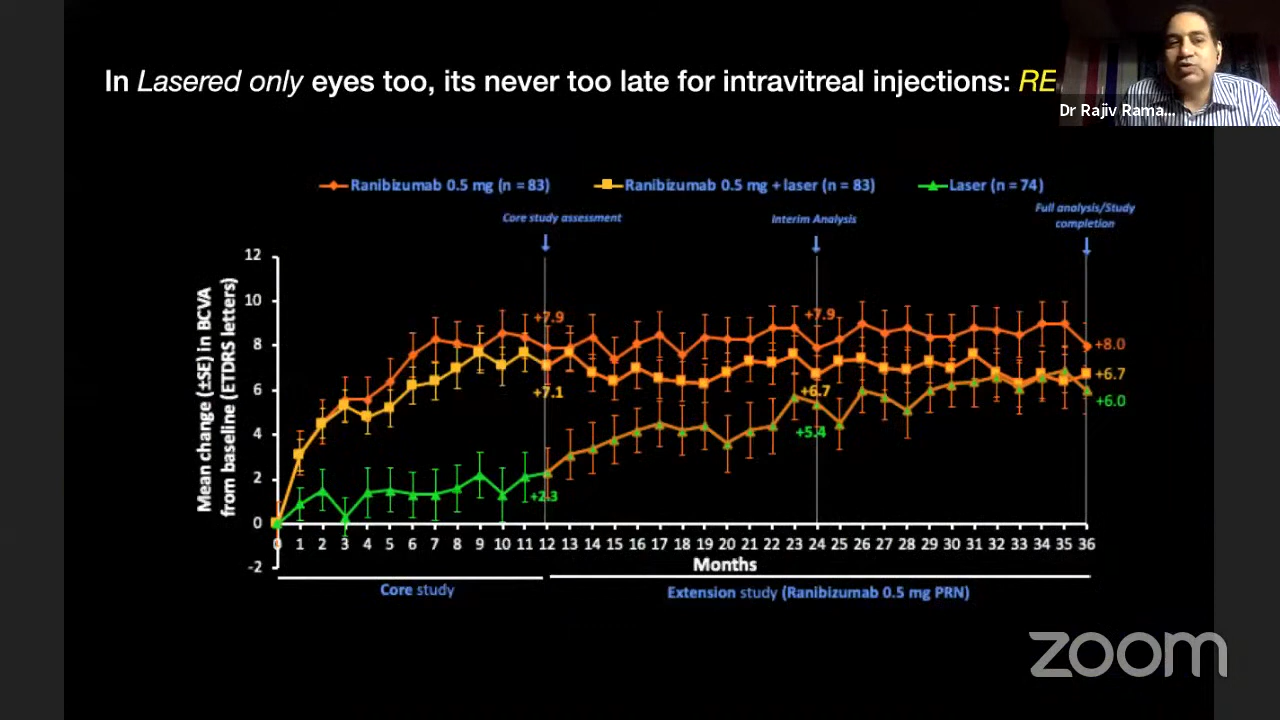 In Lasered only eyes too, its never too late for intravitreal injections: RE
Dr Rajiv Rama...
Ranibizumab 0.5 mg (n = 83) Ranibizumab 0.5 mg + laser (n = 83) Laser (n = 74)
Core study assessment Interim Analysis Full analysis/Study
completion
Mean change (±SE) in BCVA
from baseline (ETDRS letters)
12
10
8
6
4
2
0
-2
+7.9 +7.9 +8.0
+7.1 +6.7 +6.7
+2.3 +5.4 +6.0
0 1 2 3 4 5 6 7 8 9 10 11 12 13 14 15 16 17 18 19 20 21 22 23 24 25 26 27 28 29 30 31 32 33 34 35 36
Months
Core study Extension study (Ranibizumab 0.5 mg PRN)
zoom